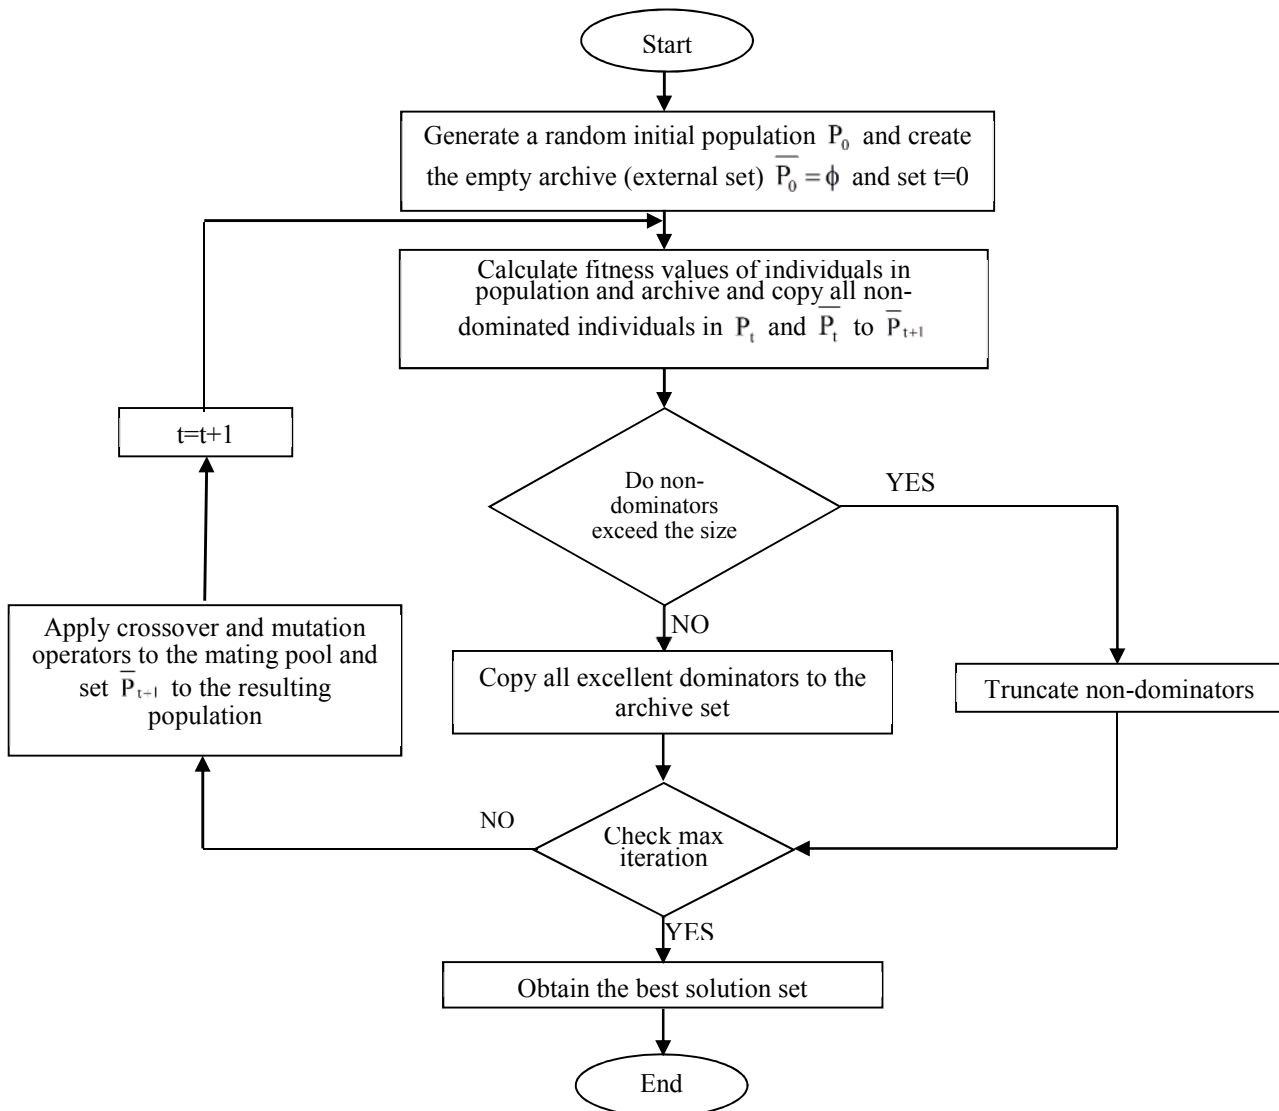 Start
Generate a random initial population P₀ and create
the empty archive (external set) P̅₀ = ϕ and set t=0
Calculate fitness values of individuals in
population and archive and copy all non-
dominated individuals in Pₜ and P̅ₜ to P̅ₜ₊₁
t=t+1
Do non-
dominators
exceed the size
YES
NO
Apply crossover and mutation
operators to the mating pool and
set P̅ₜ₊₁ to the resulting
population
Copy all excellent dominators to the
archive set
Truncate non-dominators
NO
Check max
iteration
YES
Obtain the best solution set
End